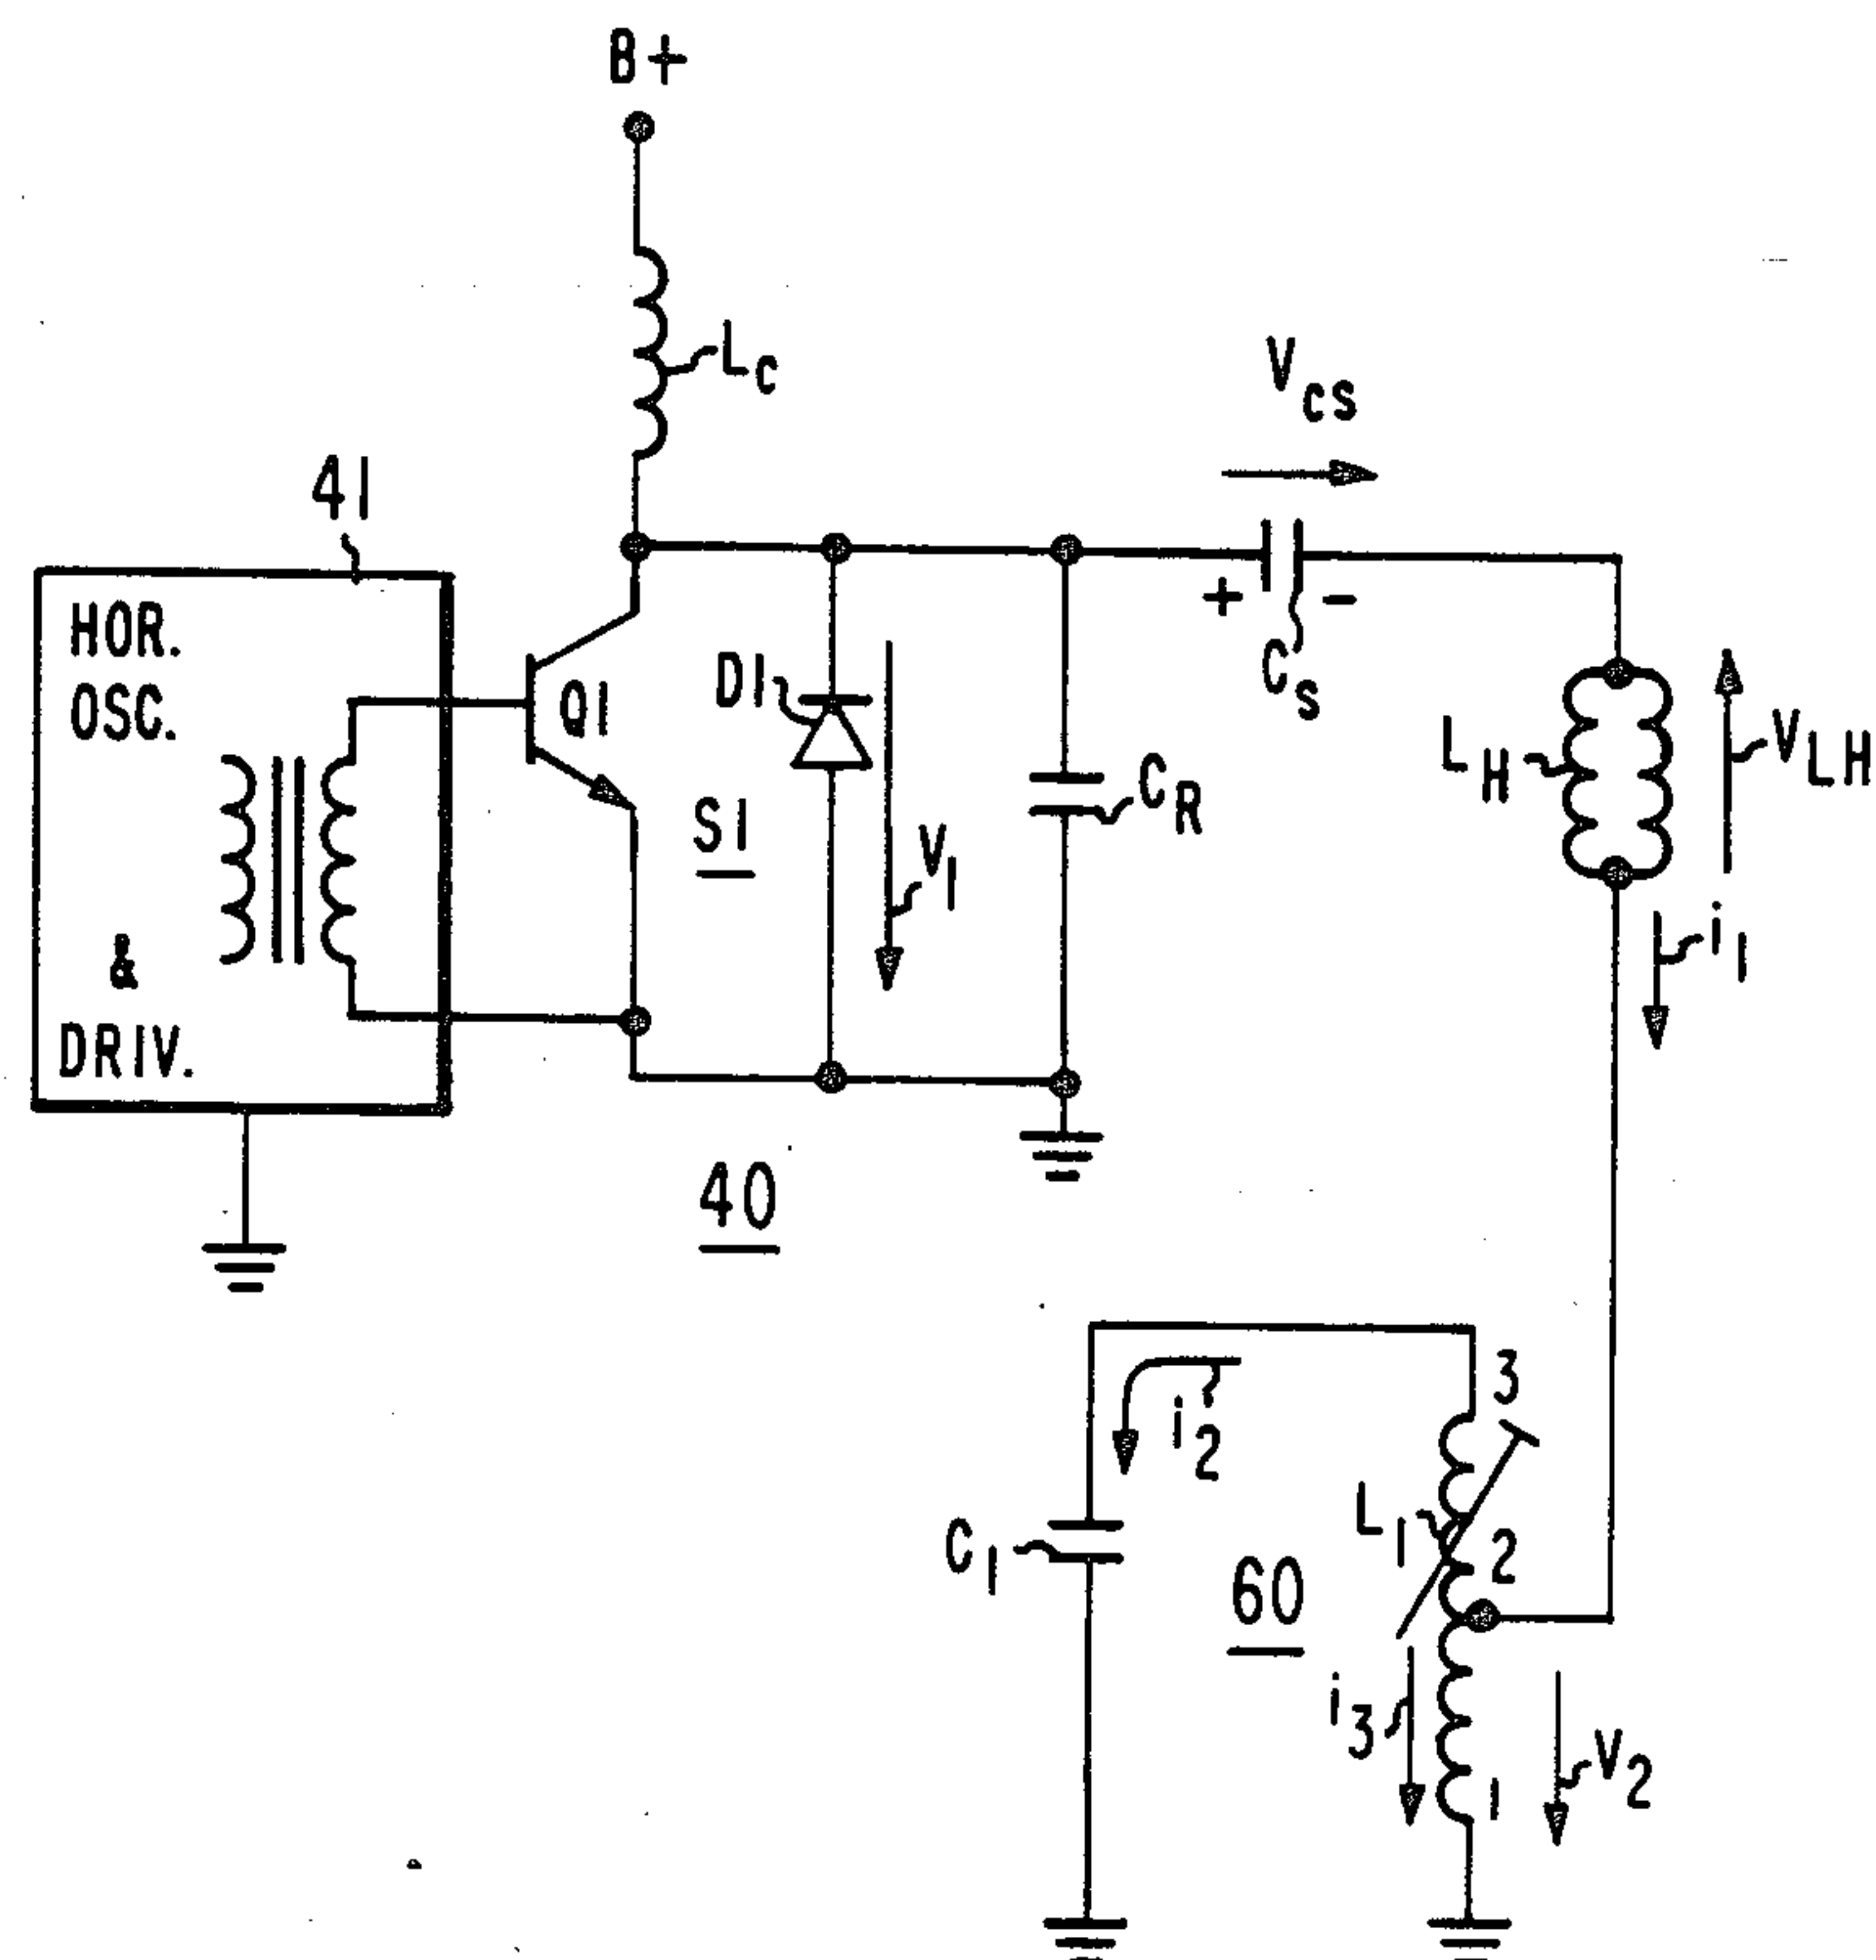 B+
LC
Vcs
41
+
-
HOR.
OSC.
&
DRIV.
Q1
D1
S1
V1
CR
Cs
LH
VLH
i1
40
3
i2
L1
2
C1
60
i3
1
V2